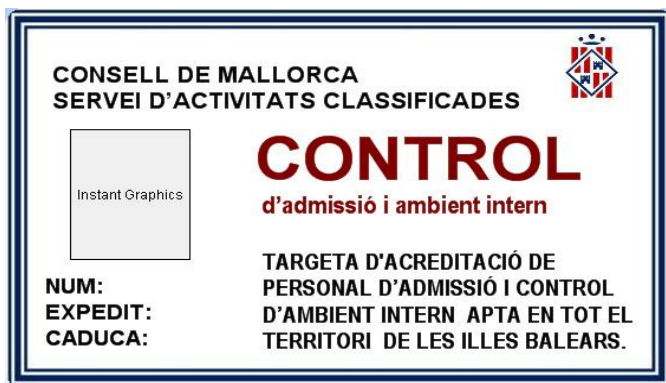 CONSELL DE MALLORCA
SERVEI D'ACTIVITATS CLASSIFICADES
Instant Graphics
CONTROL
d'admissió i ambient intern
NUM:
EXPEDIT:
CADUCA:
TARGETA D'ACREDITACIÓ DE
PERSONAL D'ADMISSIÓ I CONTROL
D'AMBIENT INTERN APTA EN TOT EL
TERRITORI DE LES ILLES BALEARS.